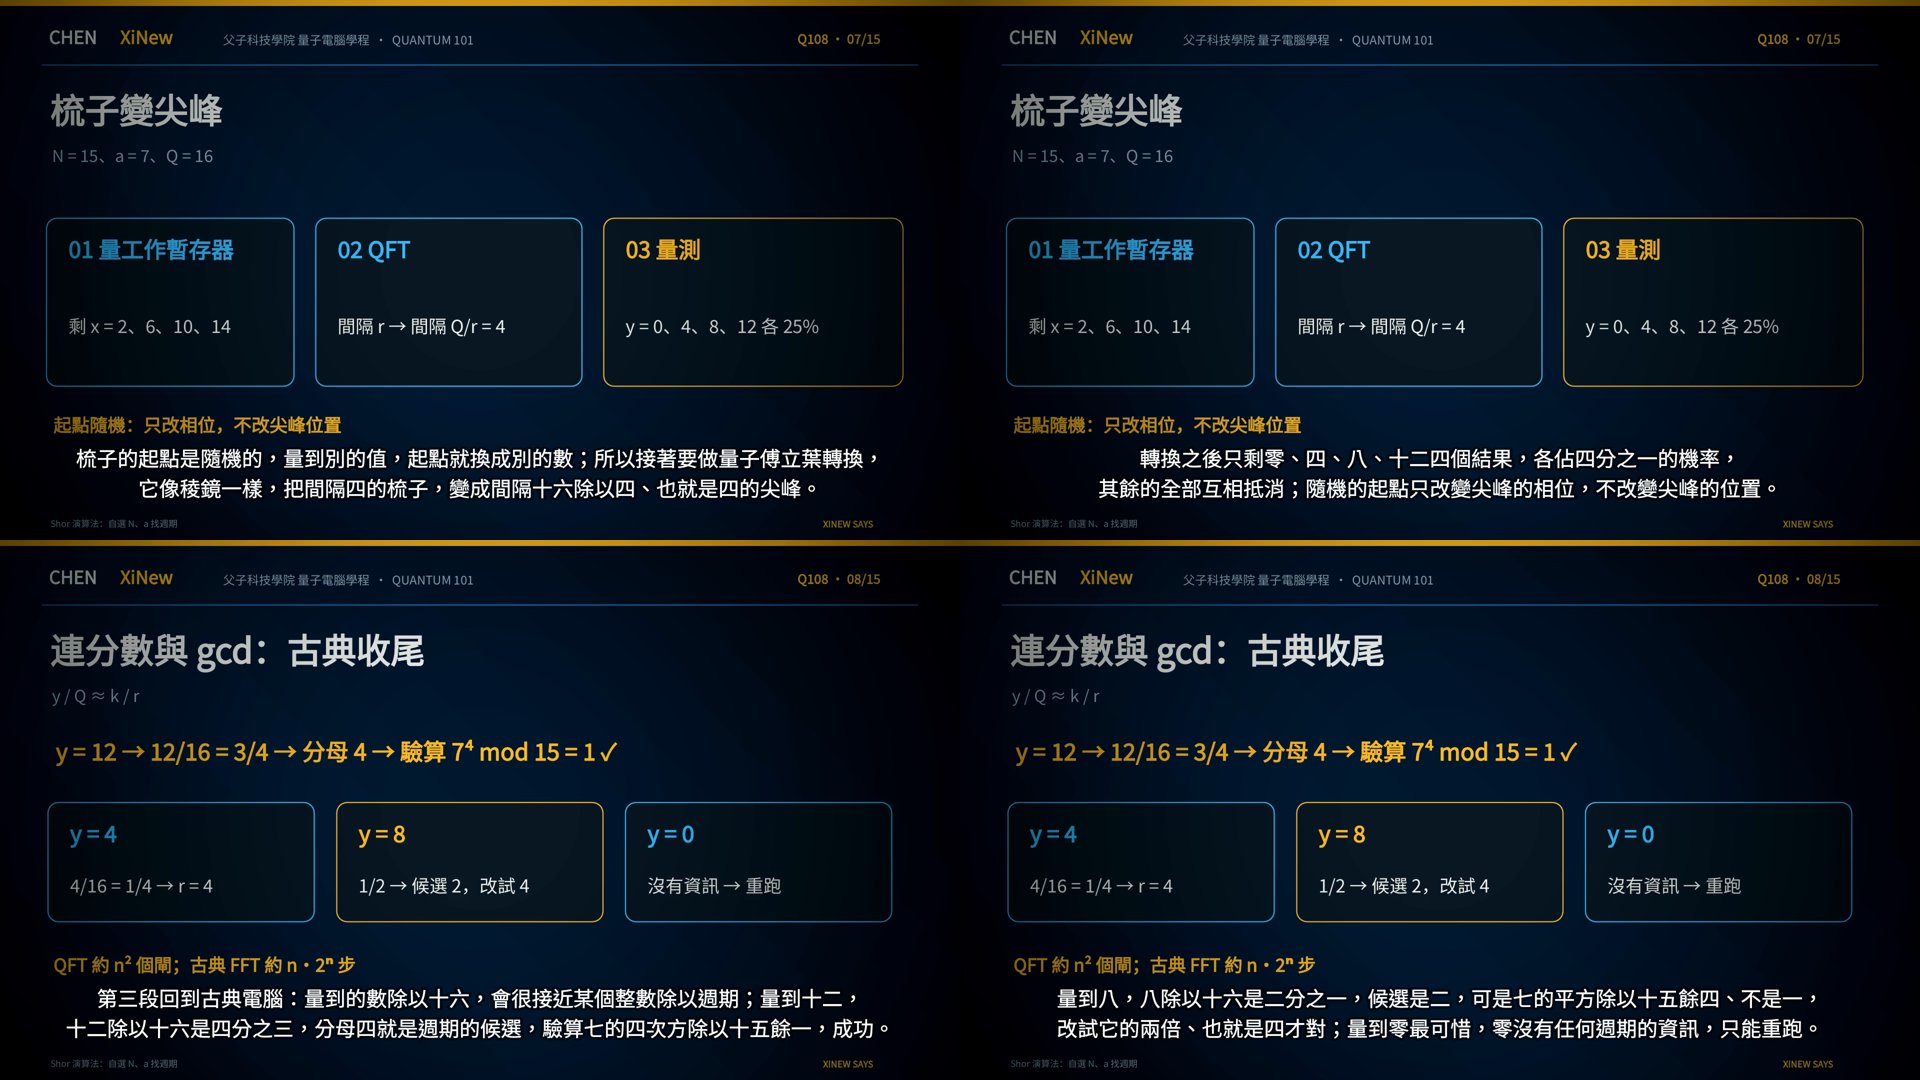 CHEN XiNew 父子科技學院 量子電腦學程 · QUANTUM 101 Q108 · 07/15
梳子變尖峰
N = 15、a = 7、Q = 16
01 量工作暫存器
剩 x = 2、6、10、14
02 QFT
間隔 r → 間隔 Q/r = 4
03 量測
y = 0、4、8、12 各 25%
起點隨機：只改相位，不改尖峰位置
梳子的起點是隨機的，量到別的值，起點就換成別的數；所以接著要做量子傅立葉轉換，
它像稜鏡一樣，把間隔四的梳子，變成間隔十六除以四、也就是四的尖峰。
Shor 演算法：自選 N、a 找週期 XINEW SAYS
CHEN XiNew 父子科技學院 量子電腦學程 · QUANTUM 101 Q108 · 07/15
梳子變尖峰
N = 15、a = 7、Q = 16
01 量工作暫存器
剩 x = 2、6、10、14
02 QFT
間隔 r → 間隔 Q/r = 4
03 量測
y = 0、4、8、12 各 25%
起點隨機：只改相位，不改尖峰位置
轉換之後只剩零、四、八、十二四個結果，各佔四分之一的機率，
其餘的全部互相抵消；隨機的起點只改變尖峰的相位，不改變尖峰的位置。
Shor 演算法：自選 N、a 找週期 XINEW SAYS
CHEN XiNew 父子科技學院 量子電腦學程 · QUANTUM 101 Q108 · 08/15
連分數與 gcd：古典收尾
y / Q ≈ k / r
y = 12 → 12/16 = 3/4 → 分母 4 → 驗算 7⁴ mod 15 = 1 ✓
y = 4
4/16 = 1/4 → r = 4
y = 8
1/2 → 候選 2，改試 4
y = 0
沒有資訊 → 重跑
QFT 約 n² 個閘；古典 FFT 約 n · 2ⁿ 步
第三段回到古典電腦：量到的數除以十六，會很接近某個整數除以週期；量到十二，
十二除以十六是四分之三，分母四就是週期的候選，驗算七的四次方除以十五餘一，成功。
Shor 演算法：自選 N、a 找週期 XINEW SAYS
CHEN XiNew 父子科技學院 量子電腦學程 · QUANTUM 101 Q108 · 08/15
連分數與 gcd：古典收尾
y / Q ≈ k / r
y = 12 → 12/16 = 3/4 → 分母 4 → 驗算 7⁴ mod 15 = 1 ✓
y = 4
4/16 = 1/4 → r = 4
y = 8
1/2 → 候選 2，改試 4
y = 0
沒有資訊 → 重跑
QFT 約 n² 個閘；古典 FFT 約 n · 2ⁿ 步
量到八，八除以十六是二分之一，候選是二，可是七的平方除以十五餘四、不是一，
改試它的兩倍、也就是四才對；量到零最可惜，零沒有任何週期的資訊，只能重跑。
Shor 演算法：自選 N、a 找週期 XINEW SAYS